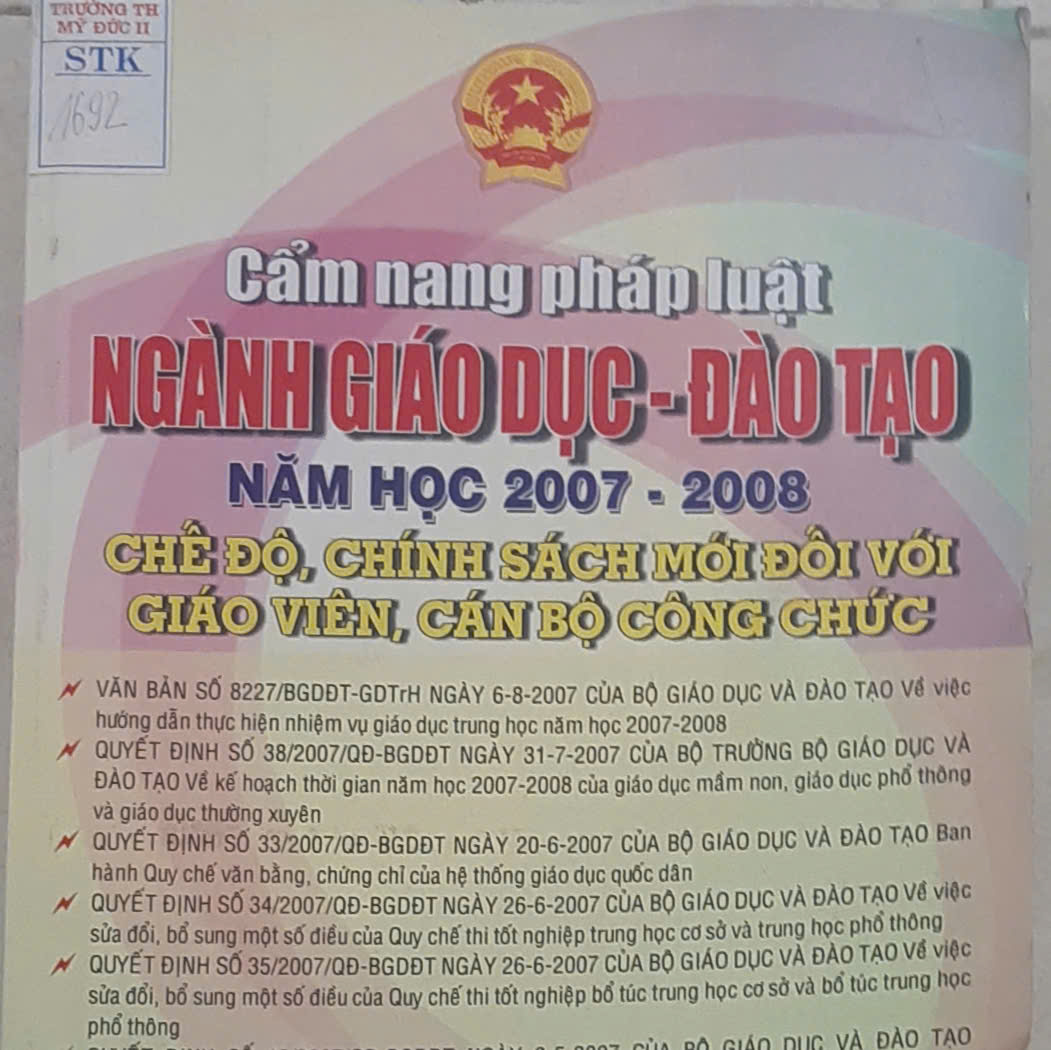 TRƯỜNG TH
MỸ ĐỨC II
STK
1692
Cẩm nang pháp luật
NGÀNH GIÁO DỤC - ĐÀO TẠO
NĂM HỌC 2007 - 2008
CHẾ ĐỘ, CHÍNH SÁCH MỚI ĐỐI VỚI
GIÁO VIÊN, CÁN BỘ CÔNG CHỨC
VĂN BẢN SỐ 8227/BGDĐT-GDTrH NGÀY 6-8-2007 CỦA BỘ GIÁO DỤC VÀ ĐÀO TẠO Về việc
hướng dẫn thực hiện nhiệm vụ giáo dục trung học năm học 2007-2008
QUYẾT ĐỊNH SỐ 38/2007/QĐ-BGDĐT NGÀY 31-7-2007 CỦA BỘ TRƯỞNG BỘ GIÁO DỤC VÀ
ĐÀO TẠO Về kế hoạch thời gian năm học 2007-2008 của giáo dục mầm non, giáo dục phổ thông
và giáo dục thường xuyên
QUYẾT ĐỊNH SỐ 33/2007/QĐ-BGDĐT NGÀY 20-6-2007 CỦA BỘ GIÁO DỤC VÀ ĐÀO TẠO Ban
hành Quy chế văn bằng, chứng chỉ của hệ thống giáo dục quốc dân
QUYẾT ĐỊNH SỐ 34/2007/QĐ-BGDĐT NGÀY 26-6-2007 CỦA BỘ GIÁO DỤC VÀ ĐÀO TẠO Về việc
sửa đổi, bổ sung một số điều của Quy chế thi tốt nghiệp trung học cơ sở và trung học phổ thông
QUYẾT ĐỊNH SỐ 35/2007/QĐ-BGDĐT NGÀY 26-6-2007 CỦA BỘ GIÁO DỤC VÀ ĐÀO TẠO Về việc
sửa đổi, bổ sung một số điều của Quy chế thi tốt nghiệp bổ túc trung học cơ sở và bổ túc trung học
phổ thông
CỦA BỘ GIÁO DỤC VÀ ĐÀO TẠO